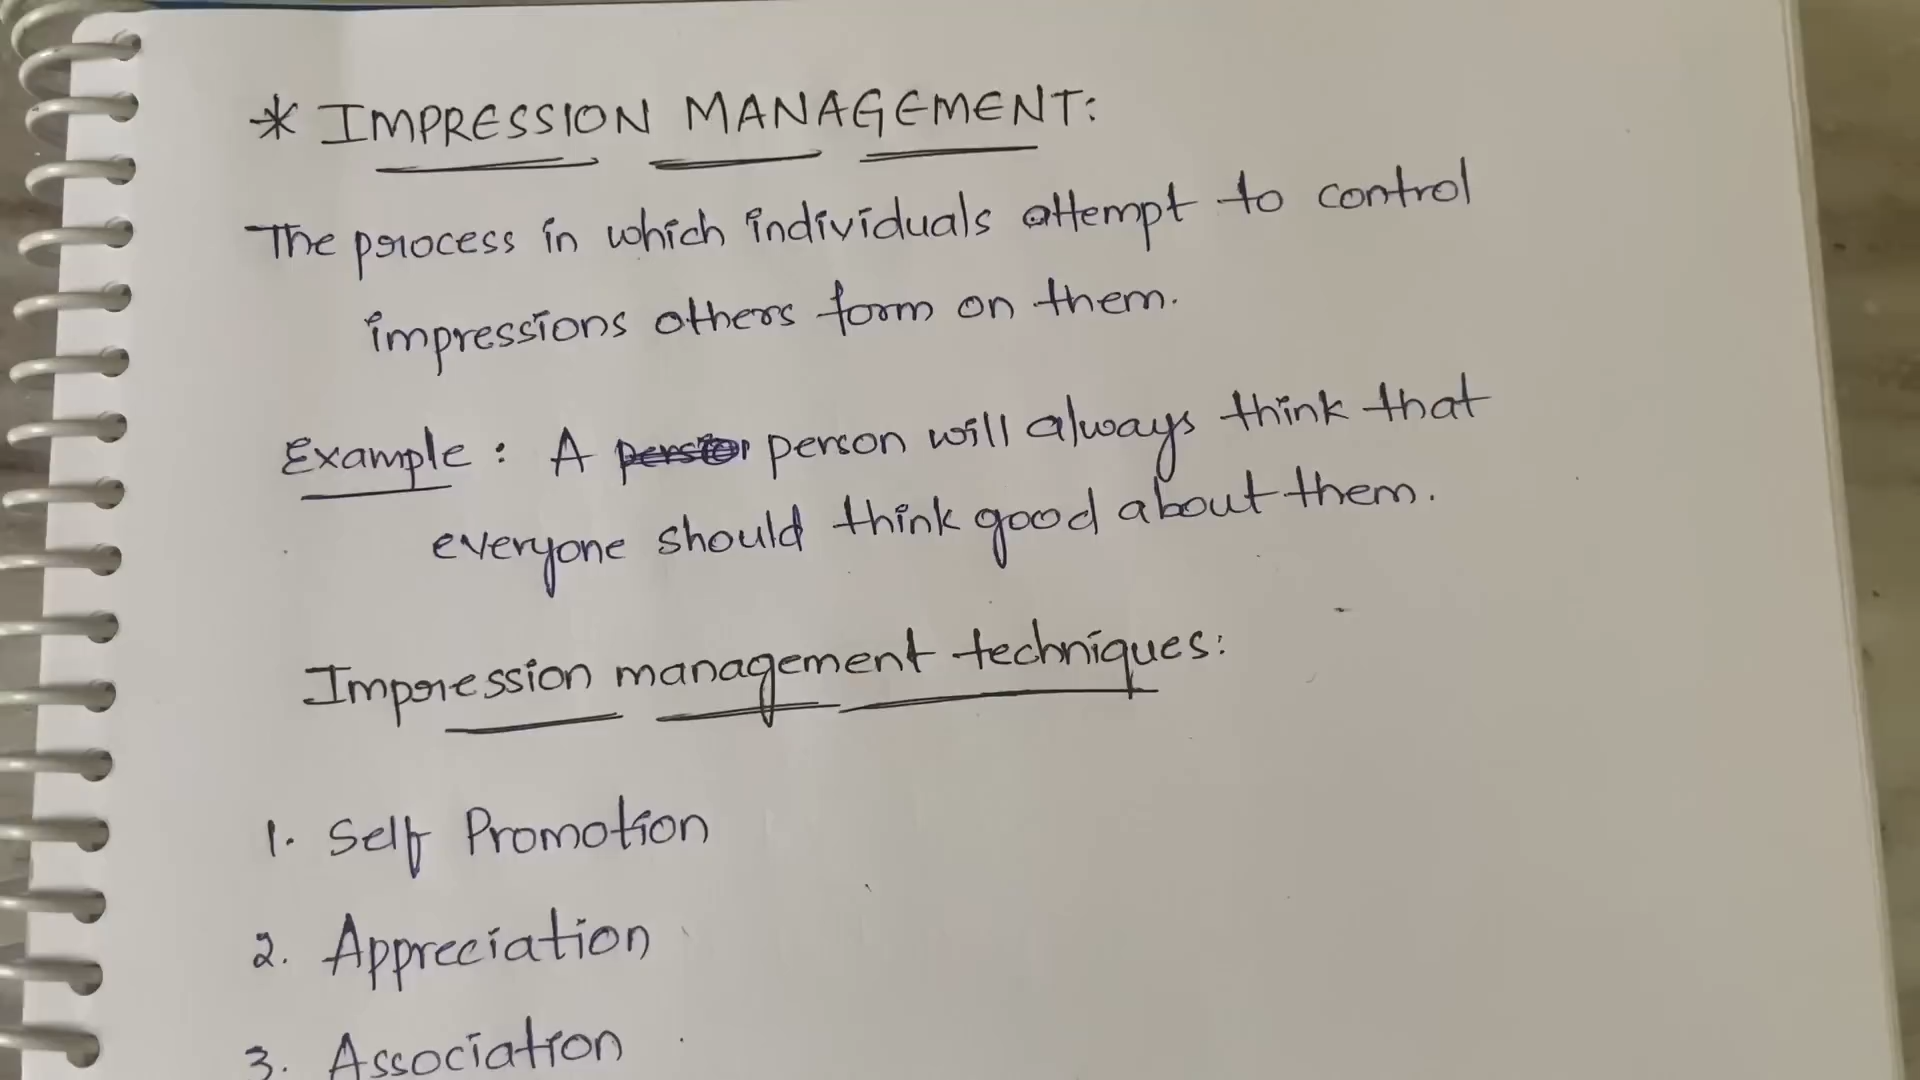 * IMPRESSION MANAGEMENT:
The process in which individuals attempt to control
impressions others form on them.
Example : A person will always think that
everyone should think good about them.
Impression management techniques:
1. Self Promotion
2. Appreciation
3. Association